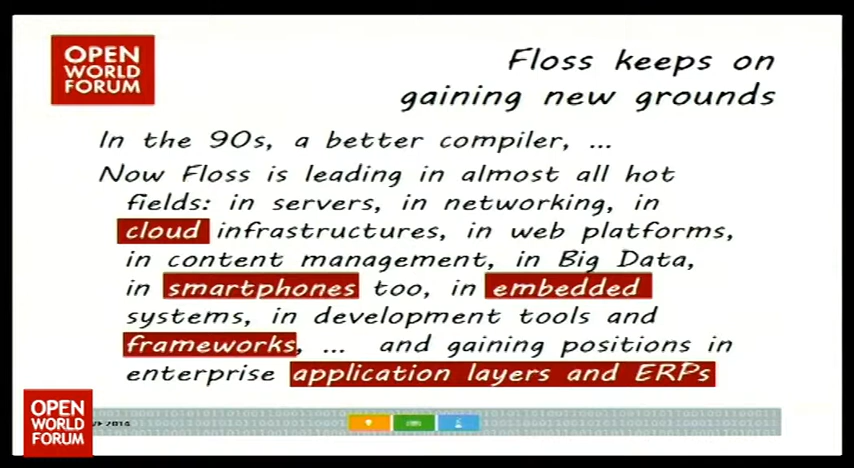 OPEN
WORLD
FORUM
Floss keeps on
gaining new grounds
In the 90s, a better compiler, ...
Now Floss is leading in almost all hot
fields: in servers, in networking, in
cloud infrastructures, in web platforms,
in content management, in Big Data,
in smartphones too, in embedded
systems, in development tools and
frameworks, ... and gaining positions in
enterprise application layers and ERPs
OPEN
WORLD
FORUM
2014